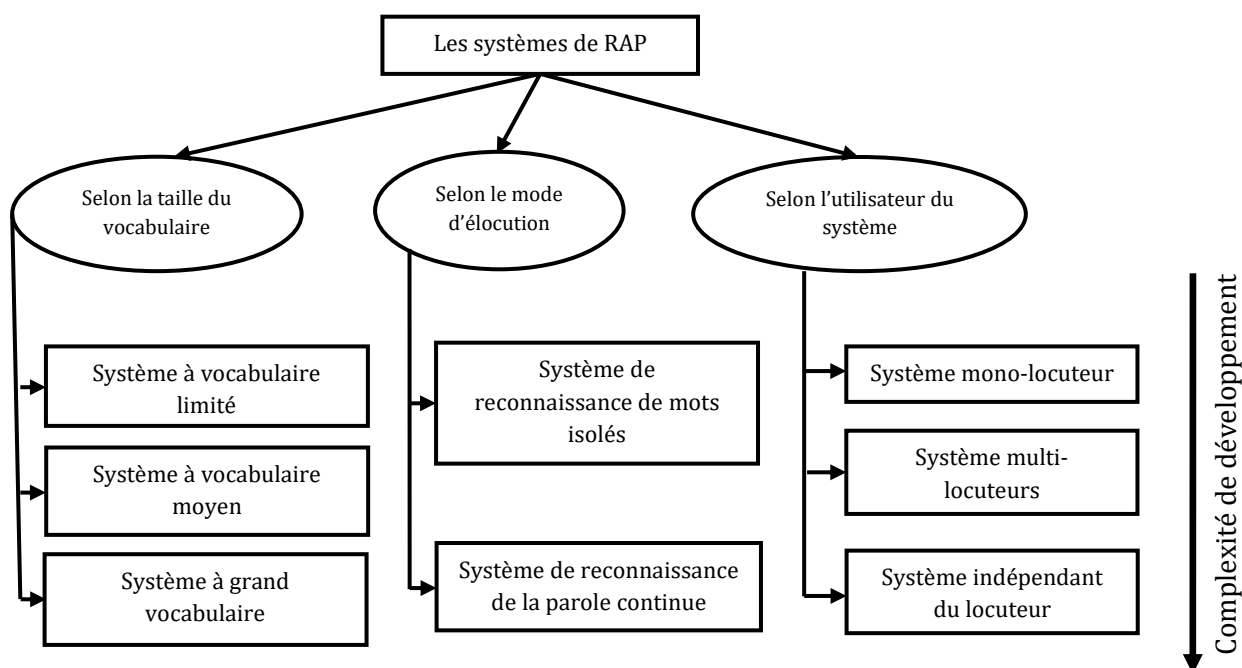 Les systèmes de RAP
Selon la taille du
vocabulaire
Selon le mode
d'élocution
Selon l'utilisateur du
système
Système à vocabulaire
limité
Système à vocabulaire
moyen
Système à grand
vocabulaire
Système de
reconnaissance de mots
isolés
Système de reconnaissance
de la parole continue
Système mono-locuteur
Système multi-
locuteurs
Système indépendant
du locuteur
Complexité de développement